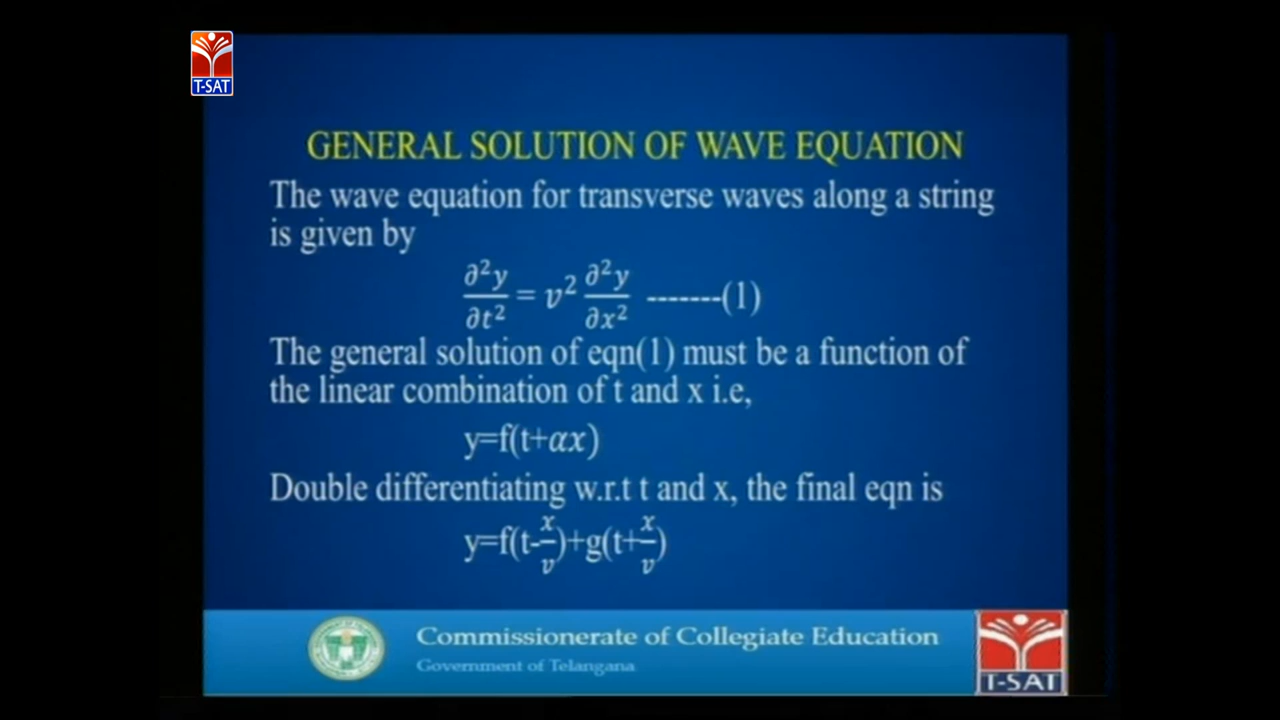 T-SAT
GENERAL SOLUTION OF WAVE EQUATION
The wave equation for transverse waves along a string
is given by
∂²y/∂t² = v² ∂²y/∂x² -------(1)
The general solution of eqn(1) must be a function of
the linear combination of t and x i.e,
y=f(t+αx)
Double differentiating w.r.t t and x, the final eqn is
y=f(t-x/v)+g(t+x/v)
Commissionerate of Collegiate Education
Government of Telangana
T-SAT